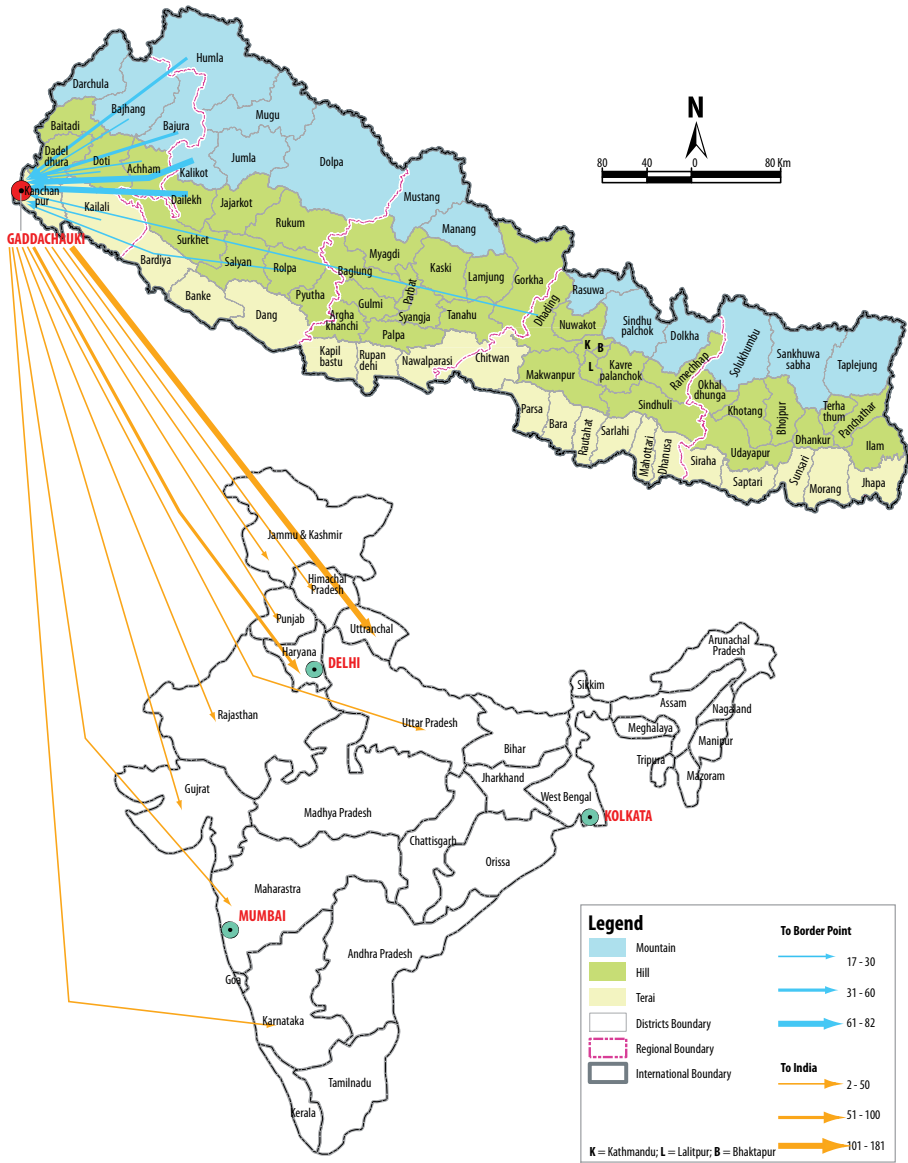 Humla
Darchula
Bajhang
Mugu
Baitadi
Bajura
Dadel
dhura
Doti
Jumla
Dolpa
Achham
Kalikot
Kanchan
pur
Mustang
Kailali
Dailekh
Jajarkot
Rukum
Manang
GADDACHAUKI
Surkhet
Myagdi
Bardiya
Salyan
Rolpa
Baglung
Kaski
Lamjung
Gorkha
Parbat
Rasuwa
Banke
Pyutha
Gulmi
Dhading
Sindhu
palchok
Dang
Argha
khanchi
Syangja
Tanahu
Nuwakot
Dolkha
Solukhumbu
Palpa
K
B
Sankhuwa
sabha
Taplejung
Kapil
bastu
Rupan
dehi
Nawalparasi
Chitwan
L
Kavre
palanchok
Ramechhap
Makwanpur
Okhal
dhunga
Sindhuli
Khotang
Bhojpur
Terha
thum
Panchathar
Parsa
Bara
Rautahat
Sarlahi
Mahottari
Dhanusa
Siraha
Udayapur
Dhankur
Ilam
Saptari
Sunsari
Morang
Jhapa
N
80 40 0 80 Km
Jammu & Kashmir
Himachal
Pradesh
Punjab
Uttranchal
Haryana
DELHI
Arunachal
Pradesh
Rajasthan
Uttar Pradesh
Sikkim
Assam
Nagaland
Meghalaya
Bihar
Manipur
Tripura
Mazoram
Gujrat
Jharkhand
Madhya Pradesh
West Bengal
KOLKATA
Chattisgarh
Orissa
Maharastra
MUMBAI
Andhra Pradesh
Goa
Karnataka
Tamilnadu
Kerala
Legend
Mountain
Hill
Terai
Districts Boundary
Regional Boundary
International Boundary
To Border Point
17 - 30
31 - 60
61 - 82
To India
2 - 50
51 - 100
101 - 181
K = Kathmandu; L = Lalitpur; B = Bhaktapur